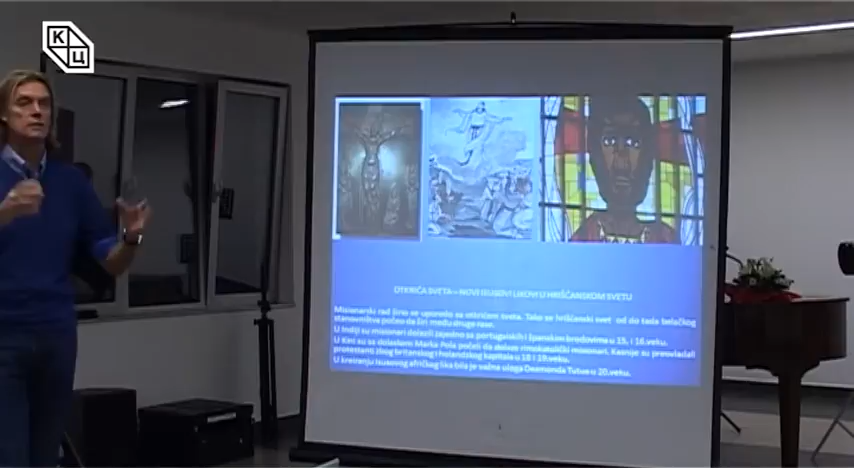 КЦ
OTKRIĆA SVETA – NOVI ISUSOVI LIKOVI U HRIŠĆANSKOM SVETU
Misionarski rad širio se uporedo sa otkrićem sveta. Tako se hrišćanski svet od do tada belačkog
stanovništva počeo da širi među druge rase.
U Indiji su misionari dolazili zajedno sa portugalskih i španskim brodovima u 15. i 16.veku.
U Kini su sa dolaskom Marka Pola počeli da dolaze rimokatolički misionari. Kasnije su preovladali
protestanti zbog britanskog i holandskog kapitala u 18 i 19.veku.
U kreiranju Isusovog afričkog lika bila je važna uloga Desmonda Tutua u 20.veku.